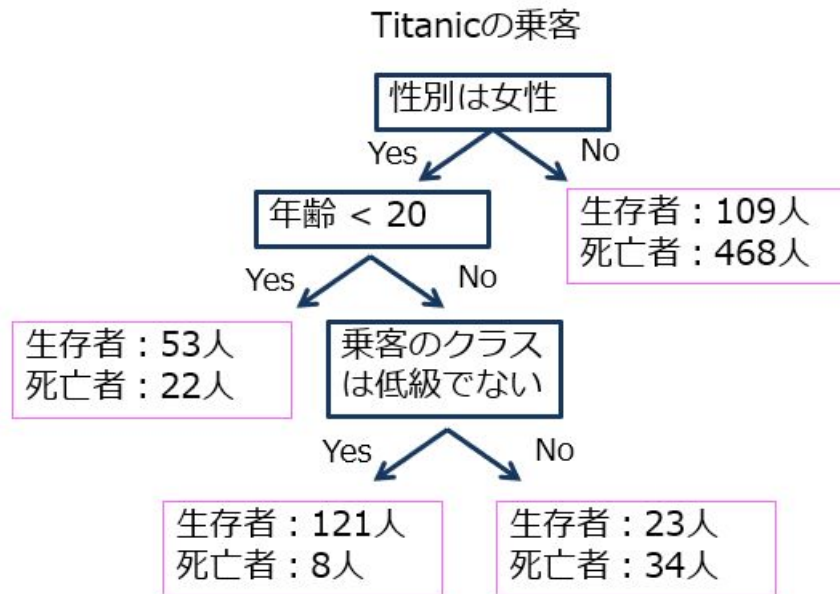 Titanicの乗客
性別は女性
Yes
No
年齢 < 20
生存者：109人
死亡者：468人
Yes
No
生存者：53人
死亡者：22人
乗客のクラス
は低級でない
Yes
No
生存者：121人
死亡者：8人
生存者：23人
死亡者：34人